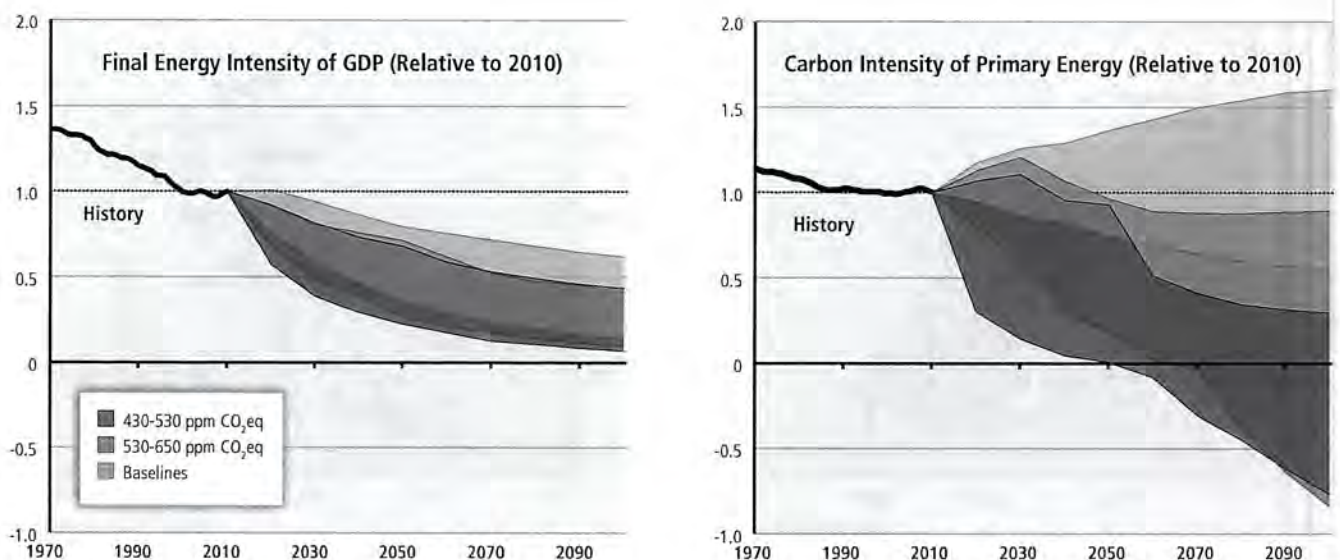 Final Energy Intensity of GDP (Relative to 2010)
2.0
1.5
1.0
0.5
0
-0.5
-1.0
History
430-530 ppm CO₂eq
530-650 ppm CO₂eq
Baselines
1970 1990 2010 2030 2050 2070 2090
Carbon Intensity of Primary Energy (Relative to 2010)
2.0
1.5
1.0
0.5
0
-0.5
-1.0
History
1970 1990 2010 2030 2050 2070 2090